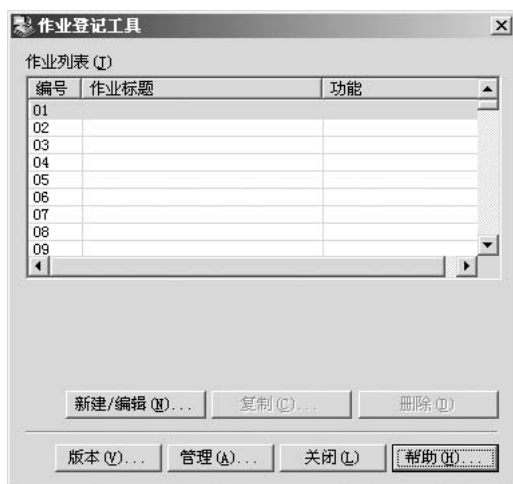 作业登记工具
作业列表(J)
编号 作业标题 功能
01
02
03
04
05
06
07
08
09
新建/编辑(N)... 复制(C)... 删除(D)
版本(V)... 管理(A)... 关闭(L) 帮助(H)...